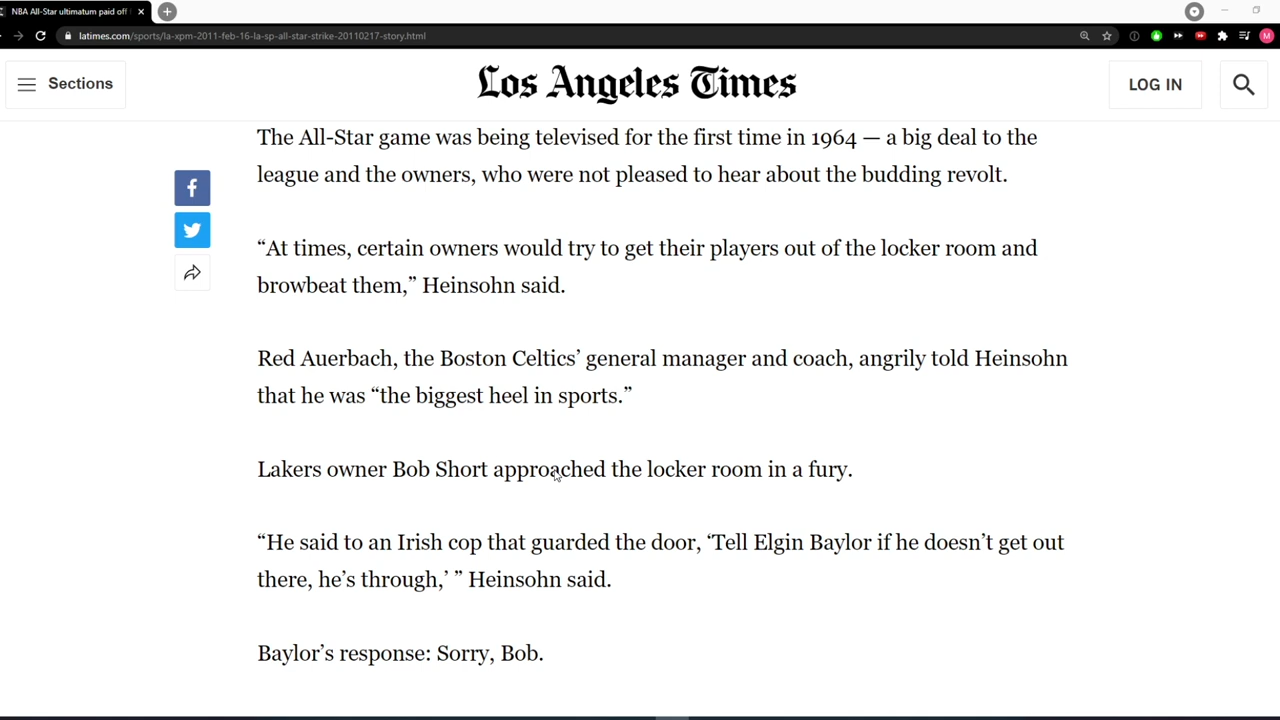 NBA All-Star ultimatum paid off
latimes.com/sports/la-xpm-2011-feb-16-la-sp-all-star-strike-20110217-story.html
M
Sections
Los Angeles Times
LOG IN
The All-Star game was being televised for the first time in 1964 — a big deal to the
league and the owners, who were not pleased to hear about the budding revolt.
“At times, certain owners would try to get their players out of the locker room and
browbeat them,” Heinsohn said.
Red Auerbach, the Boston Celtics’ general manager and coach, angrily told Heinsohn
that he was “the biggest heel in sports.”
Lakers owner Bob Short approached the locker room in a fury.
“He said to an Irish cop that guarded the door, ‘Tell Elgin Baylor if he doesn’t get out
there, he’s through,’ ” Heinsohn said.
Baylor’s response: Sorry, Bob.